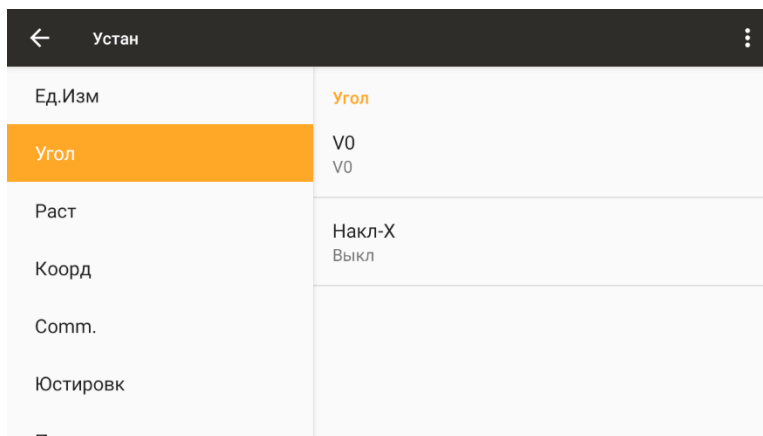 Устан
Ед.Изм
Угол
Раст
Коорд
Comm.
Юстировк
Угол
V0
V0
Накл-X
Выкл